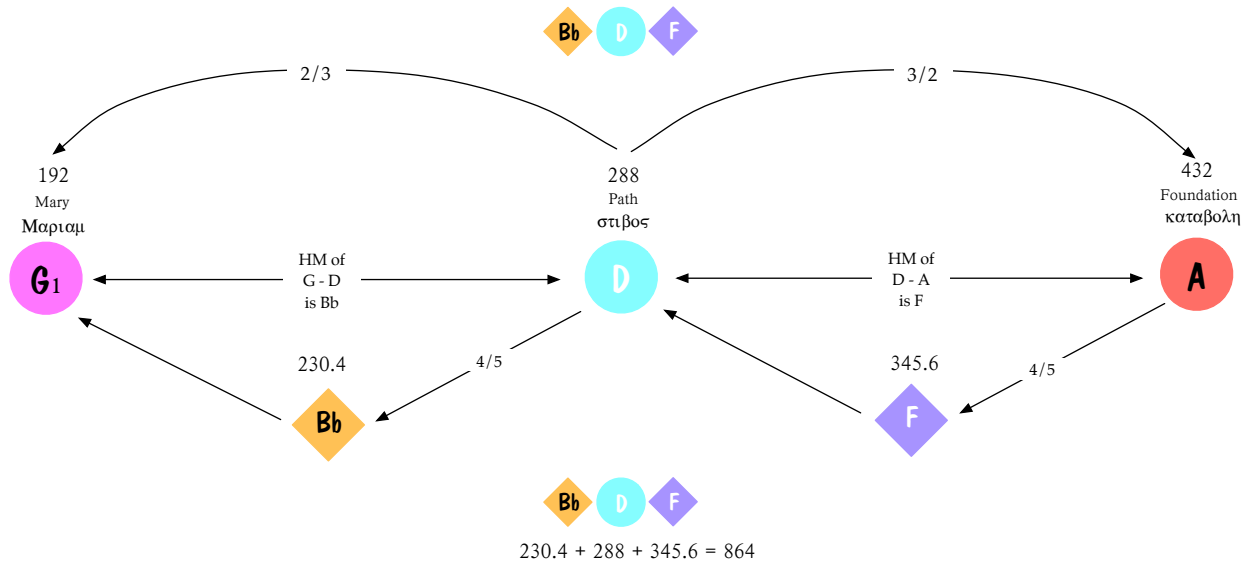 Bb D F
2/3
3/2
192
Mary
Μαριαμ
288
Path
στιβος
432
Foundation
καταβολη
G1
HM of
G - D
is Bb
D
HM of
D - A
is F
A
230.4
4/5
345.6
4/5
Bb
F
Bb D F
230.4 + 288 + 345.6 = 864